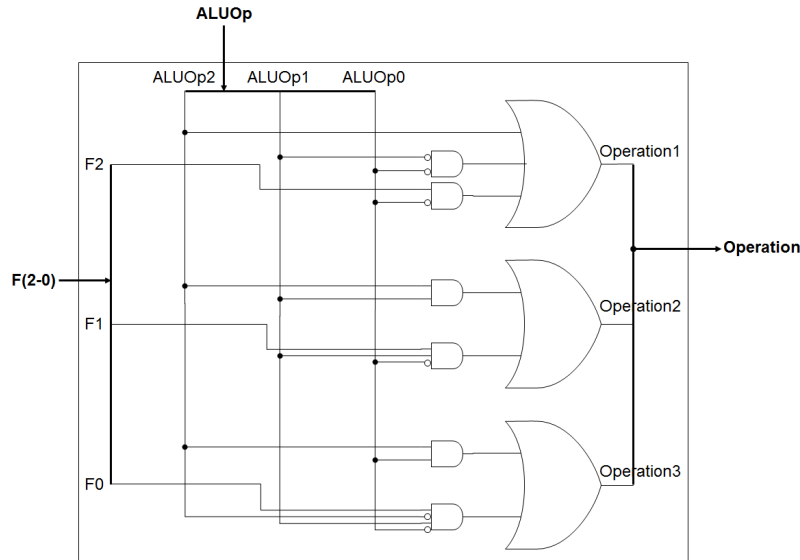 ALUOp
ALUOp2 ALUOp1 ALUOp0
F2
Operation1
Operation
F(2-0)
Operation2
F1
Operation3
F0